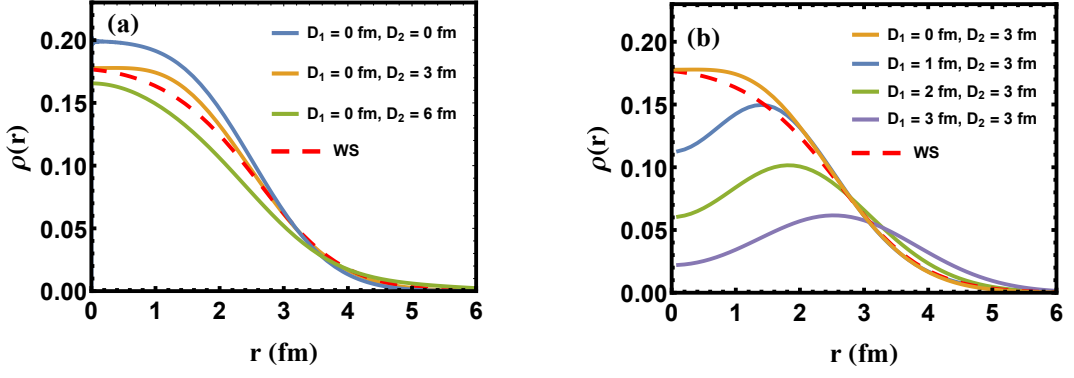 (a)
D₁ = 0 fm, D₂ = 0 fm
D₁ = 0 fm, D₂ = 3 fm
D₁ = 0 fm, D₂ = 6 fm
WS
0.20
0.15
0.10
0.05
0.00
ρ(r)
0 1 2 3 4 5 6
r (fm)
(b)
D₁ = 0 fm, D₂ = 3 fm
D₁ = 1 fm, D₂ = 3 fm
D₁ = 2 fm, D₂ = 3 fm
D₁ = 3 fm, D₂ = 3 fm
WS
0.20
0.15
0.10
0.05
0.00
ρ(r)
0 1 2 3 4 5 6
r (fm)